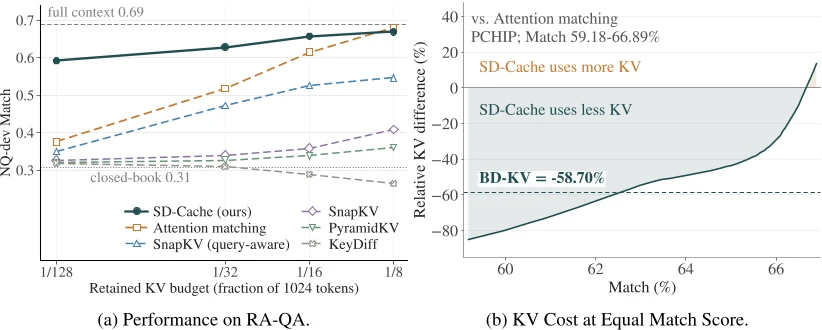 full context 0.69
0.7
0.6
0.5
0.4
0.3
NQ-dev Match
closed-book 0.31
SD-Cache (ours)
Attention matching
SnapKV (query-aware)
SnapKV
PyramidKV
KeyDiff
1/128
1/32
1/16
1/8
Retained KV budget (fraction of 1024 tokens)
(a) Performance on RA-QA.
40
20
0
−20
−40
−60
−80
Relative KV difference (%)
vs. Attention matching
PCHIP; Match 59.18-66.89%
SD-Cache uses more KV
SD-Cache uses less KV
BD-KV = -58.70%
60
62
64
66
Match (%)
(b) KV Cost at Equal Match Score.